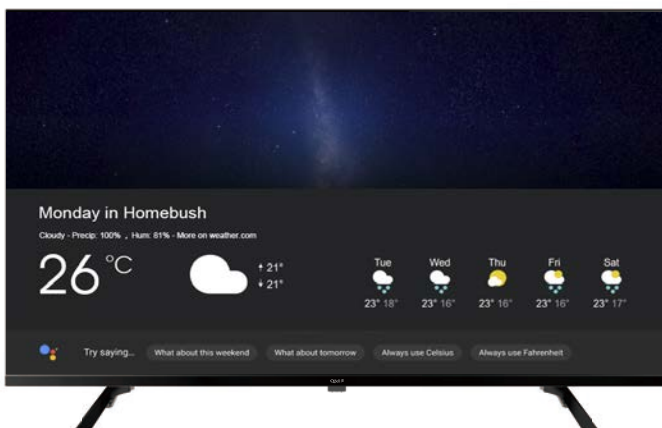 Monday in Homebush
Cloudy - Precip: 100% , Hum: 81% - More on weather.com
26 °C
↑ 21°
↓ 21°
Tue Wed Thu Fri Sat
23° 18° 23° 16° 23° 16° 23° 16° 23° 17°
Try saying... What about this weekend What about tomorrow Always use Celsius Always use Fahrenheit